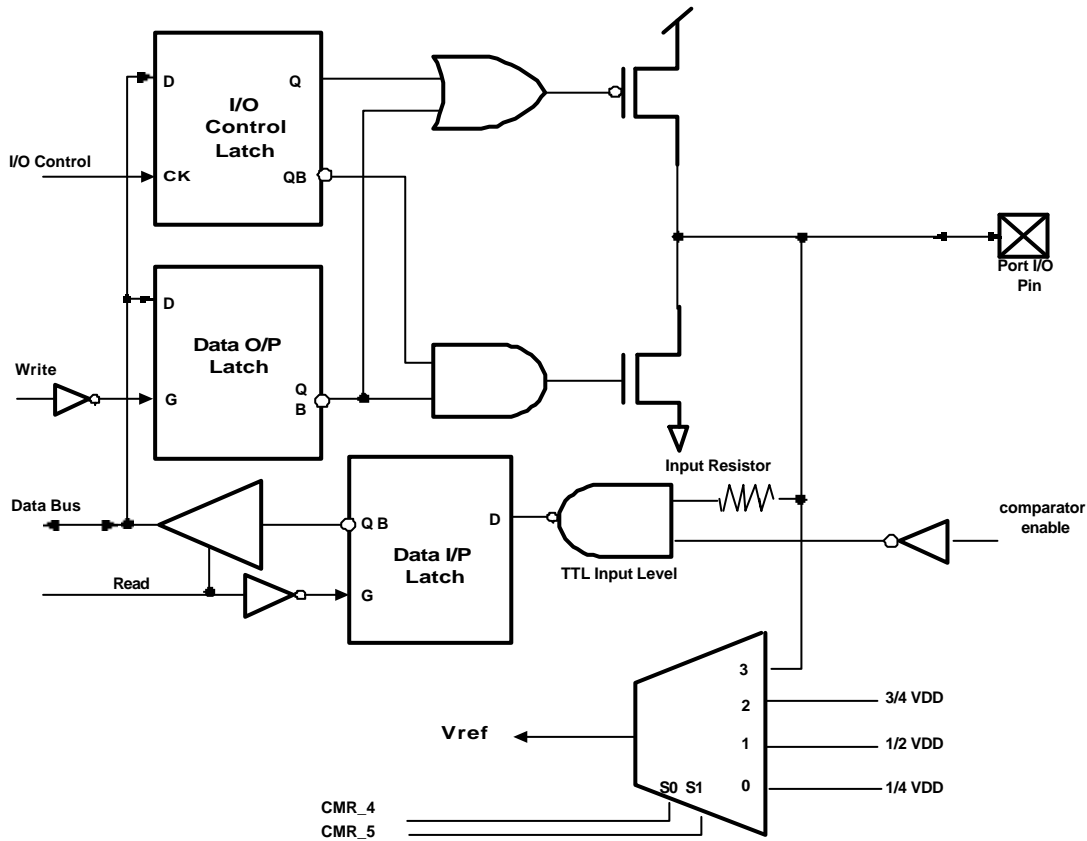 D
Q
I/O
Control
Latch
I/O Control
CK
QB
Port I/O
Pin
D
Data O/P
Latch
Write
G
Q
B
Input Resistor
Data Bus
Q B
D
Data I/P
Latch
TTL Input Level
comparator
enable
Read
G
3
2
3/4 VDD
Vref
1
1/2 VDD
0
1/4 VDD
S0 S1
CMR_4
CMR_5